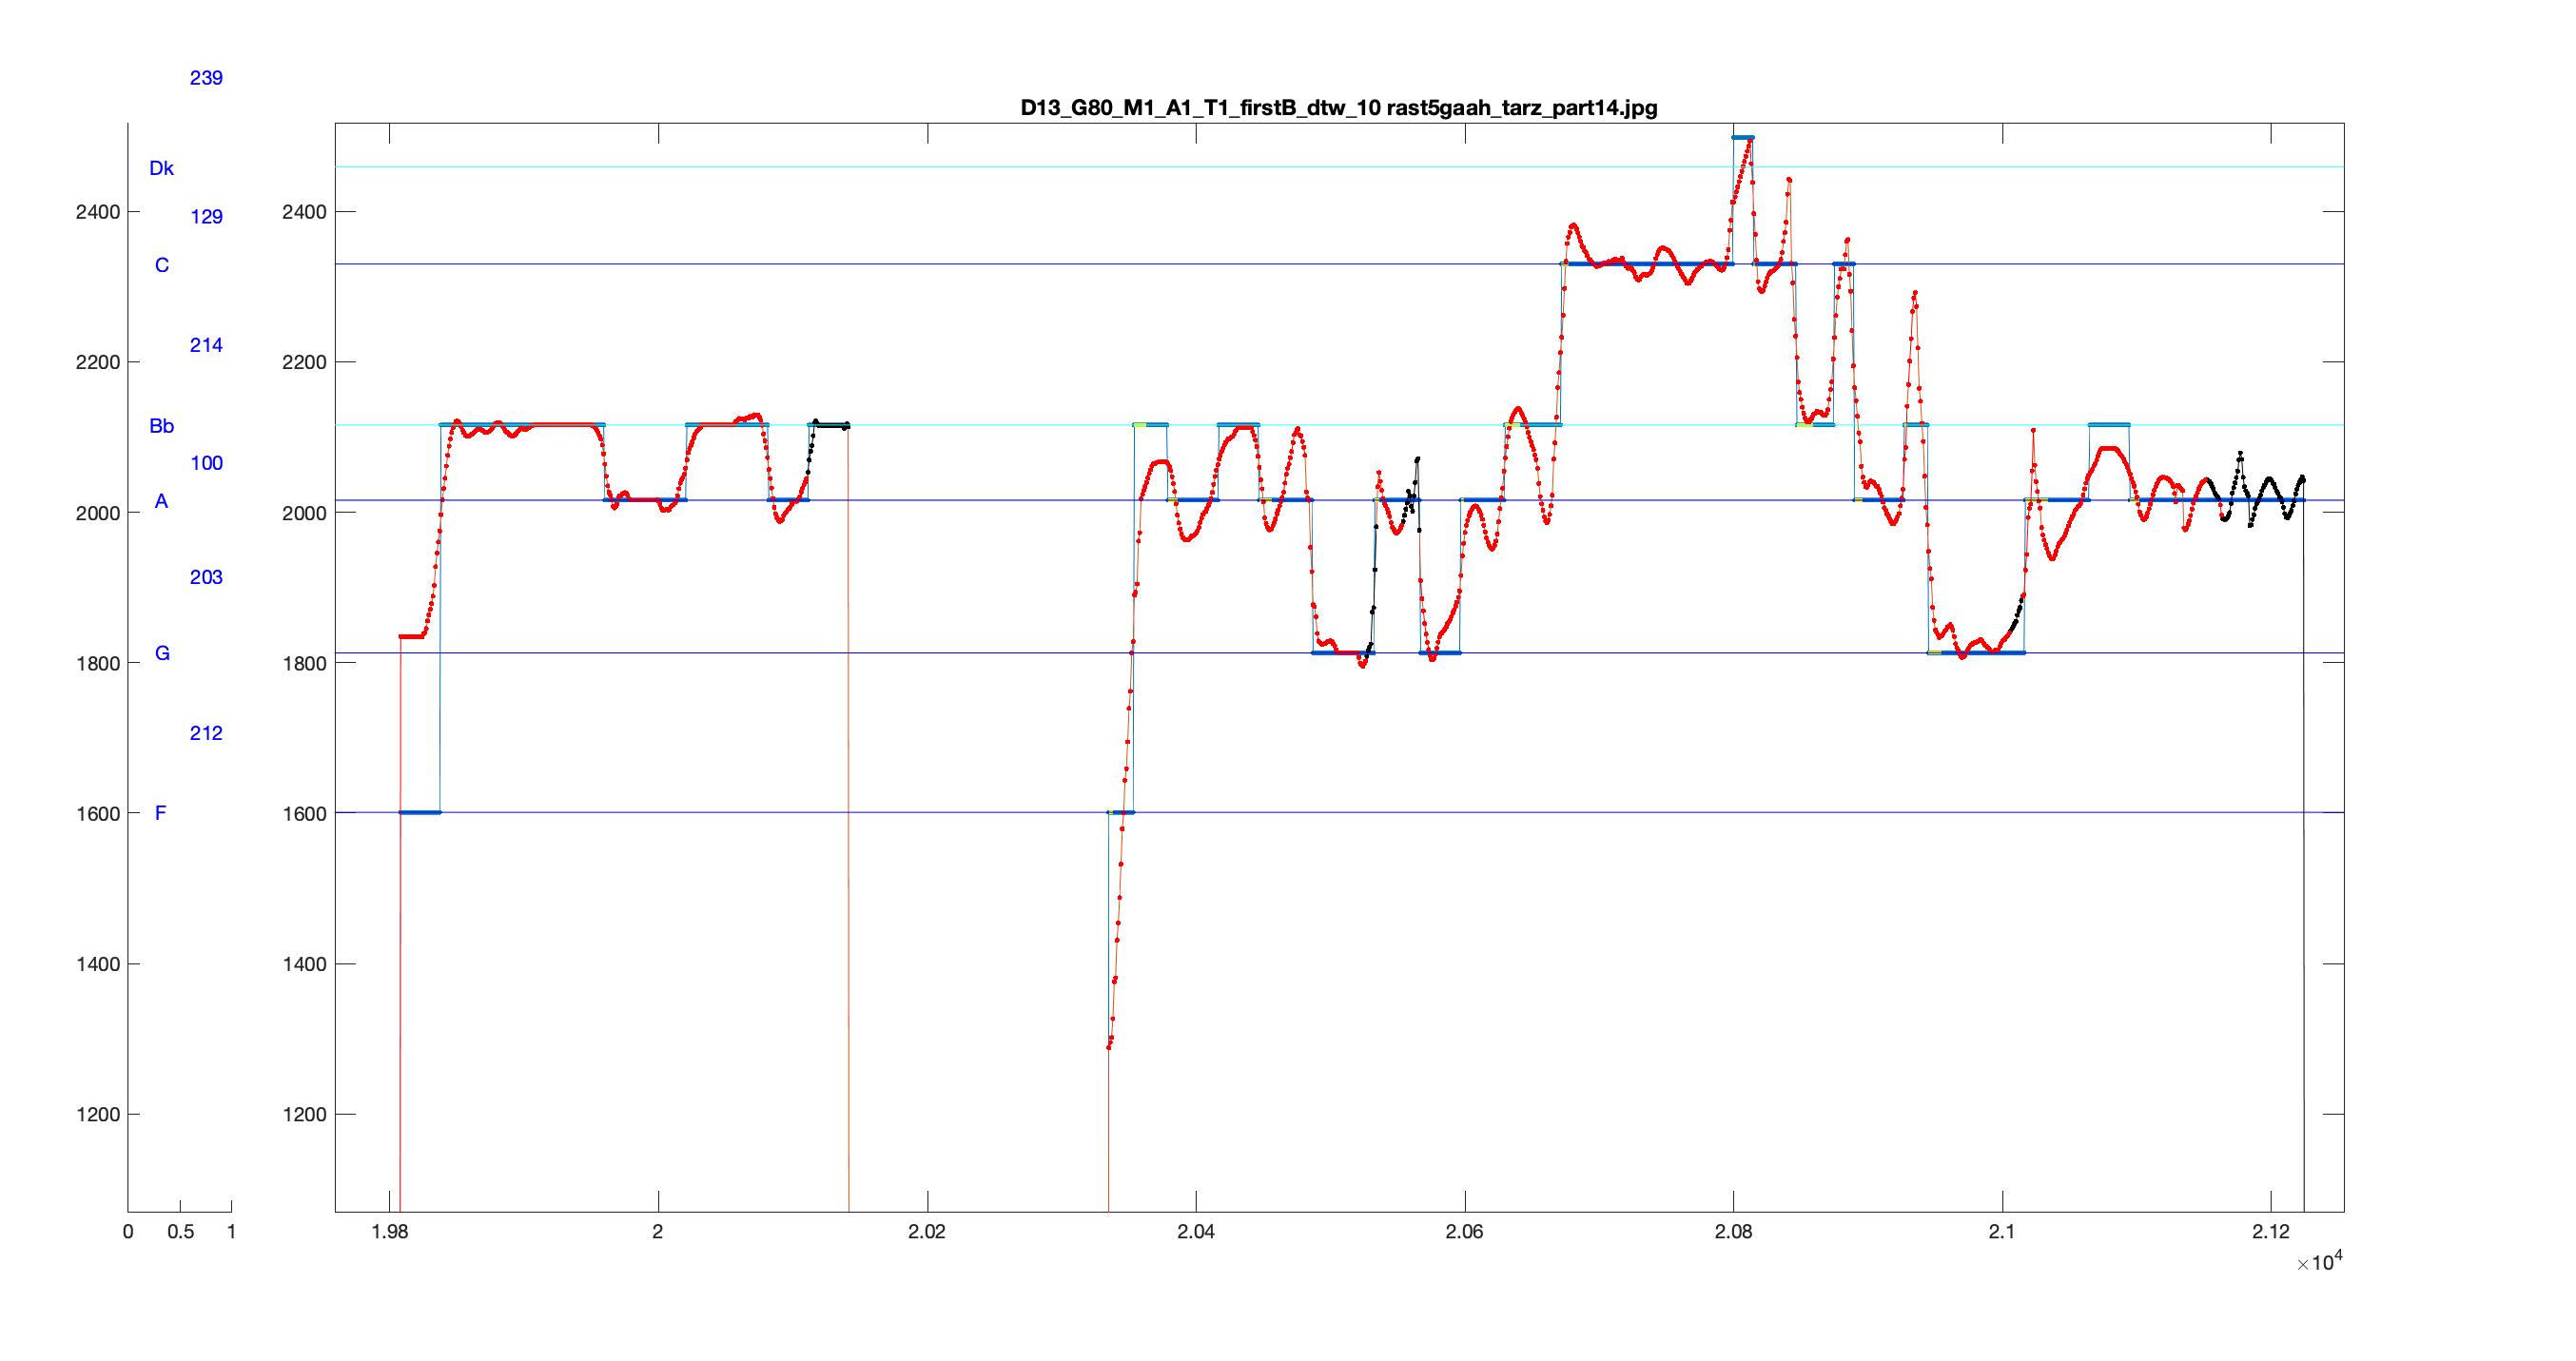 239
D13_G80_M1_A1_T1_firstB_dtw_10 rast5gaah_tarz_part14.jpg
Dk
2400 129 2400
C
214
2200 2200
Bb
100
A
2000 2000
203
G
1800 1800
212
1600 F 1600
1400 1400
1200 1200
0 0.5 1 1.98 2 2.02 2.04 2.06 2.08 2.1 2.12
×10⁴